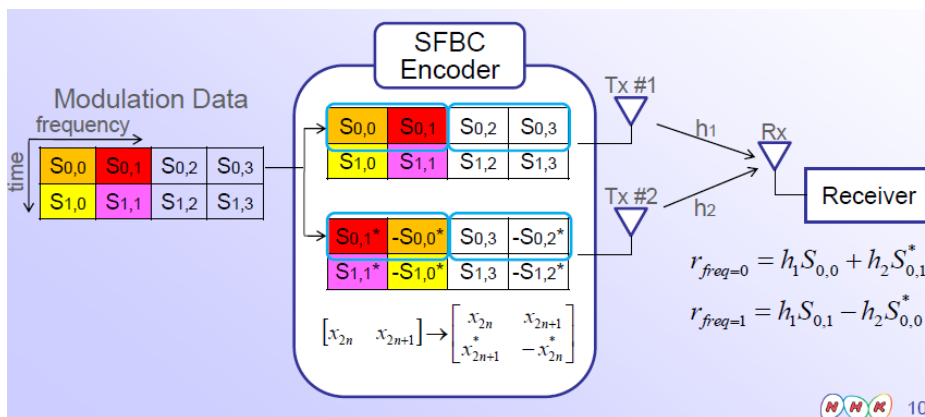 SFBC
Encoder
Modulation Data
frequency
time
S0,0 S0,1 S0,2 S0,3
S1,0 S1,1 S1,2 S1,3
S0,0 S0,1 S0,2 S0,3
S1,0 S1,1 S1,2 S1,3
S0,1* -S0,0* S0,3 -S0,2*
S1,1* -S1,0* S1,3 -S1,2*
[x2n x2n+1] → [x2n x2n+1
x*2n+1 -x*2n]
Tx #1
h1
Tx #2
h2
Rx
Receiver
rfreq=0 = h1S0,0 + h2S*0,1
rfreq=1 = h1S0,1 − h2S*0,0
NHK 10